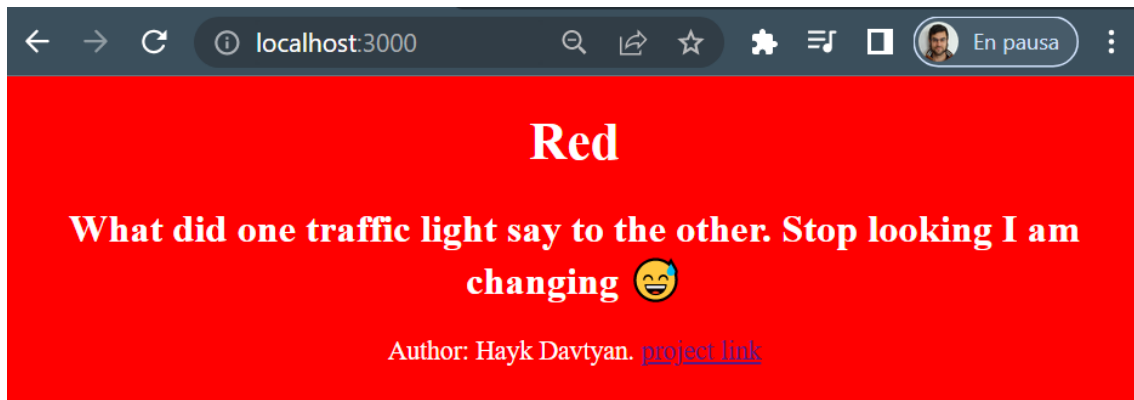 localhost:3000
En pausa
Red
What did one traffic light say to the other. Stop looking I am
changing 😅
Author: Hayk Davtyan. project link